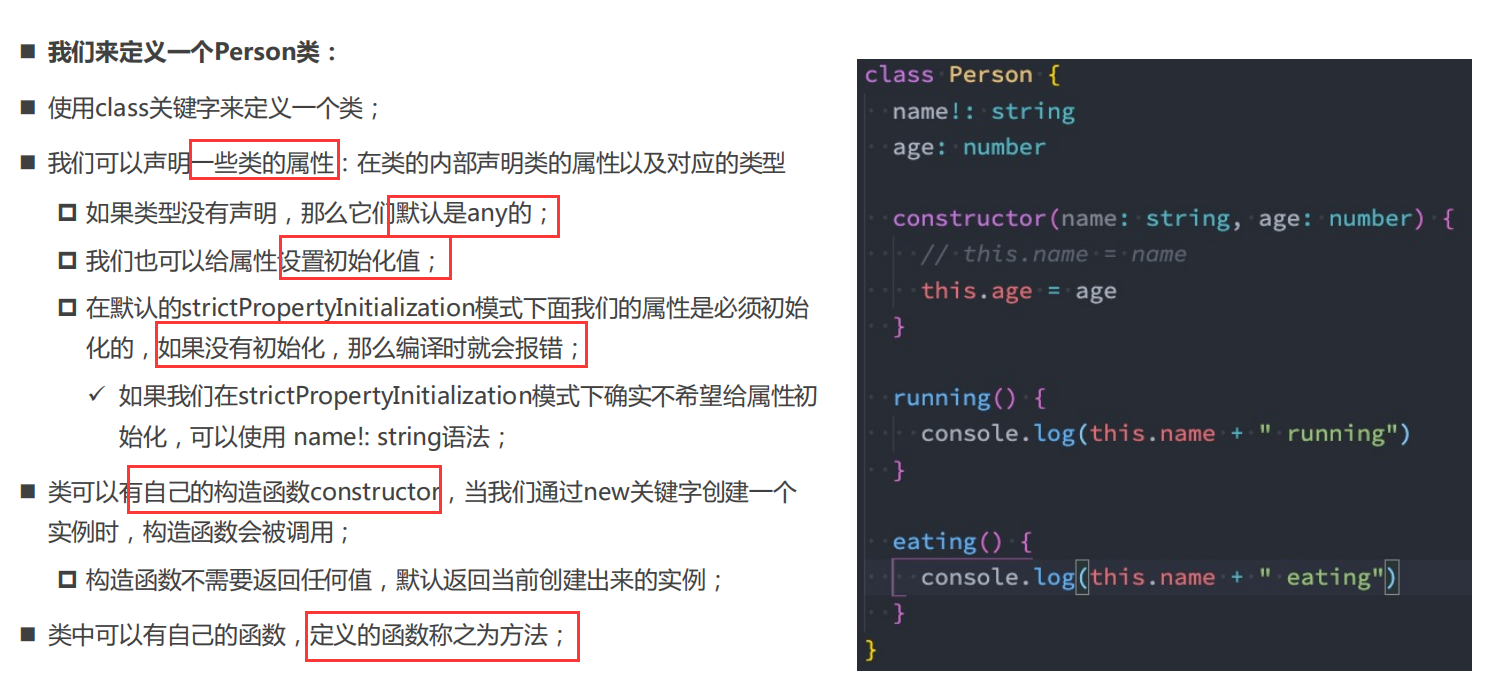 我们来定义一个Person类：
使用class关键字来定义一个类；
我们可以声明一些类的属性：在类的内部声明类的属性以及对应的类型
如果类型没有声明，那么它们默认是any的；
我们也可以给属性设置初始化值；
在默认的strictPropertyInitialization模式下面我们的属性是必须初始
化的，如果没有初始化，那么编译时就会报错；
如果我们在strictPropertyInitialization模式下确实不希望给属性初
始化，可以使用 name!: string语法；
类可以有自己的构造函数constructor，当我们通过new关键字创建一个
实例时，构造函数会被调用；
构造函数不需要返回任何值，默认返回当前创建出来的实例；
类中可以有自己的函数，定义的函数称之为方法；
class Person {
name!: string
age: number
constructor(name: string, age: number) {
// this.name = name
this.age = age
}
running() {
console.log(this.name + " running")
}
eating() {
console.log(this.name + " eating")
}
}